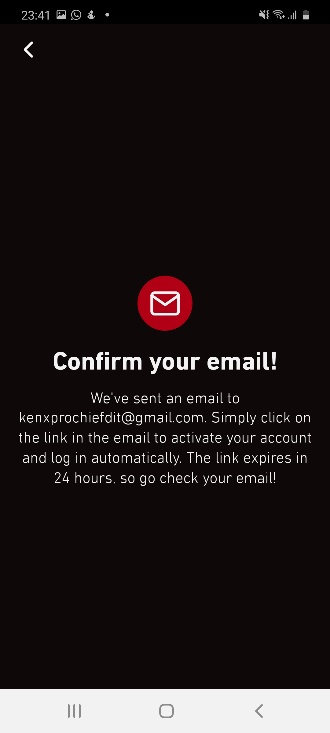 23:41
Confirm your email!
We've sent an email to
kenxprochiefdit@gmail.com. Simply click on
the link in the email to activate your account
and log in automatically. The link expires in
24 hours, so go check your email!